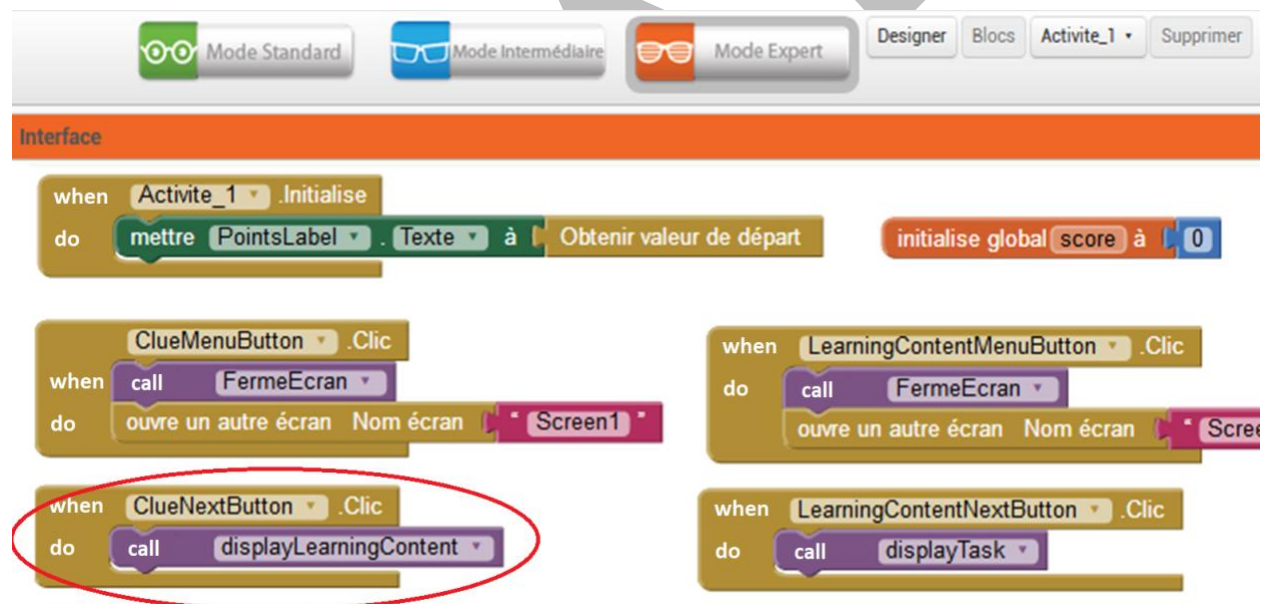 Mode Standard Mode Intermédiaire Mode Expert Designer Blocs Activite_1 Supprimer
Interface
when Activite_1 .Initialise
do mettre PointsLabel . Texte à Obtenir valeur de départ
initialise global score à 0
ClueMenuButton .Clic
when call FermeEcran
do ouvre un autre écran Nom écran " Screen1 "
when LearningContentMenuButton .Clic
do call FermeEcran
ouvre un autre écran Nom écran " Scree
when ClueNextButton .Clic
do call displayLearningContent
when LearningContentNextButton .Clic
do call displayTask